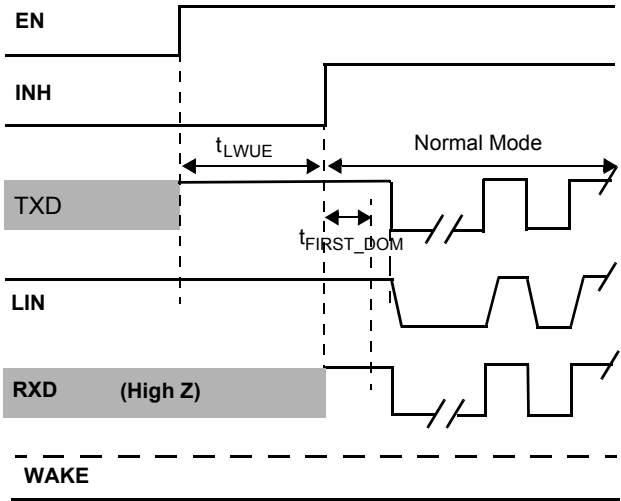 EN
INH
tLWUE
Normal Mode
TXD
tFIRST_DOM
LIN
RXD (High Z)
WAKE